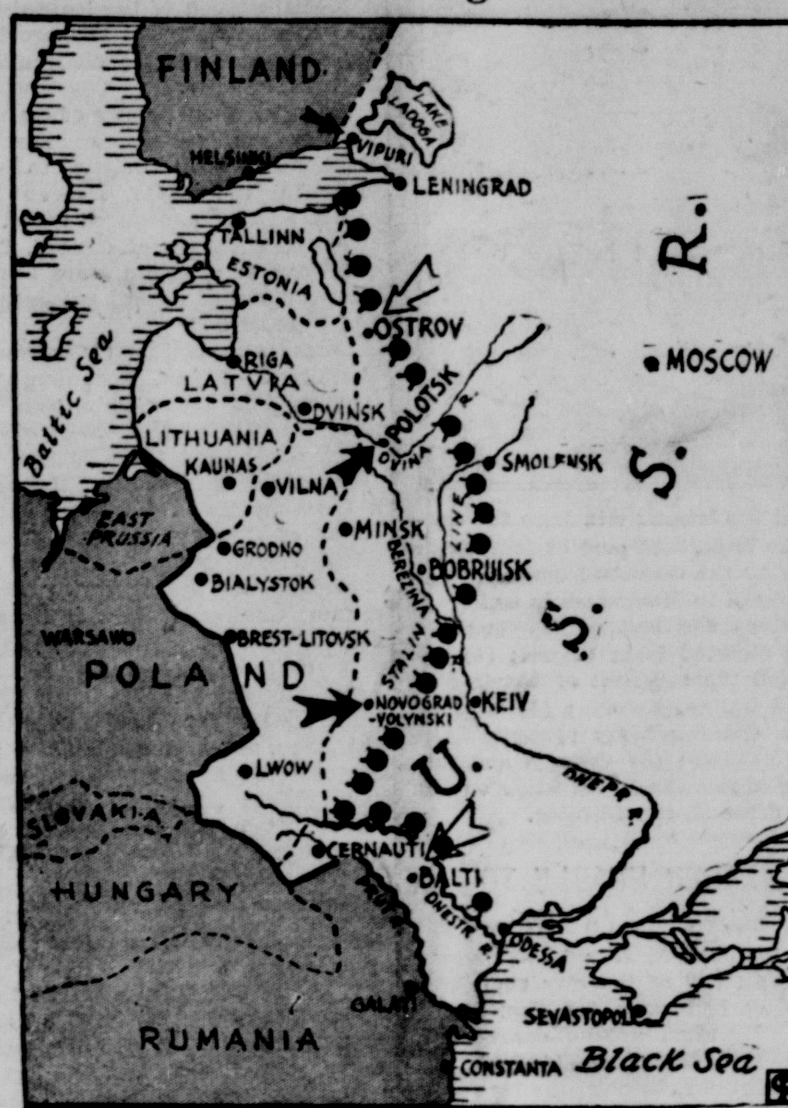 FINLAND
LAKE
LADOGA
VIPURI
HELSINKI
LENINGRAD
TALLINN
ESTONIA
OSTROV
R.
MOSCOW
Baltic Sea
RIGA
LATVIA
DVINSK
POLOTSK
DVINA R.
LITHUANIA
KAUNAS
VILNA
SMOLENSK
S.
EAST
PRUSSIA
MINSK
GRODNO
BIALYSTOK
BEREZINA R.
BOBRUISK
STALIN LINE
S.
WARSAWO
BREST-LITOVSK
POLAND
NOVOGRAD
-VOLYNSKI
KEIV
LWOW
U.
DNEPR R.
SLOVAKIA
CERNAUTI
BALTI
HUNGARY
PRUT R.
DNESTR R.
ODESSA
GALATI
SEVASTOPOL
RUMANIA
CONSTANTA
Black Sea